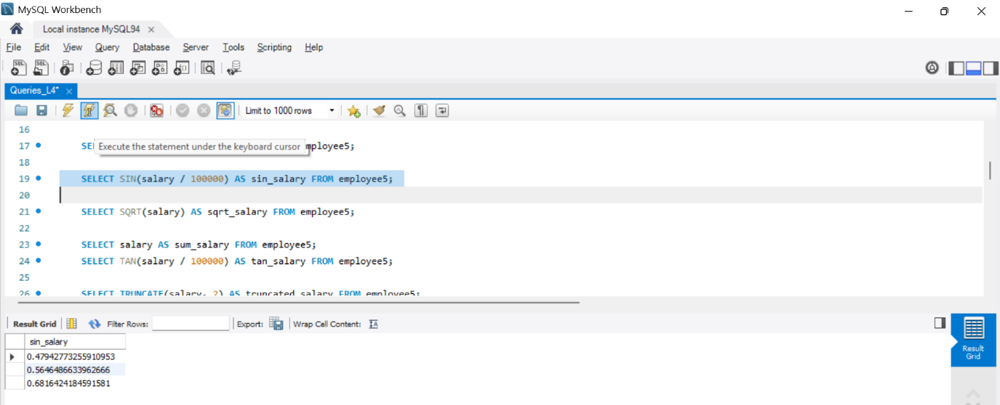 MySQL Workbench
Local instance MySQL94
File Edit View Query Database Server Tools Scripting Help
Queries_L4*
Limit to 1000 rows
16
17 SE mployee5;
Execute the statement under the keyboard cursor
18
19 SELECT SIN(salary / 100000) AS sin_salary FROM employee5;
20
21 SELECT SQRT(salary) AS sqrt_salary FROM employee5;
22
23 SELECT salary AS sum_salary FROM employee5;
24 SELECT TAN(salary / 100000) AS tan_salary FROM employee5;
25
26 SELECT TRUNCATE(salary, 2) AS truncated_salary FROM employee5;
Result Grid Filter Rows: Export: Wrap Cell Content:
sin_salary
0.47942773255910953
0.5646486633962666
0.6816424184591581
Result
Grid